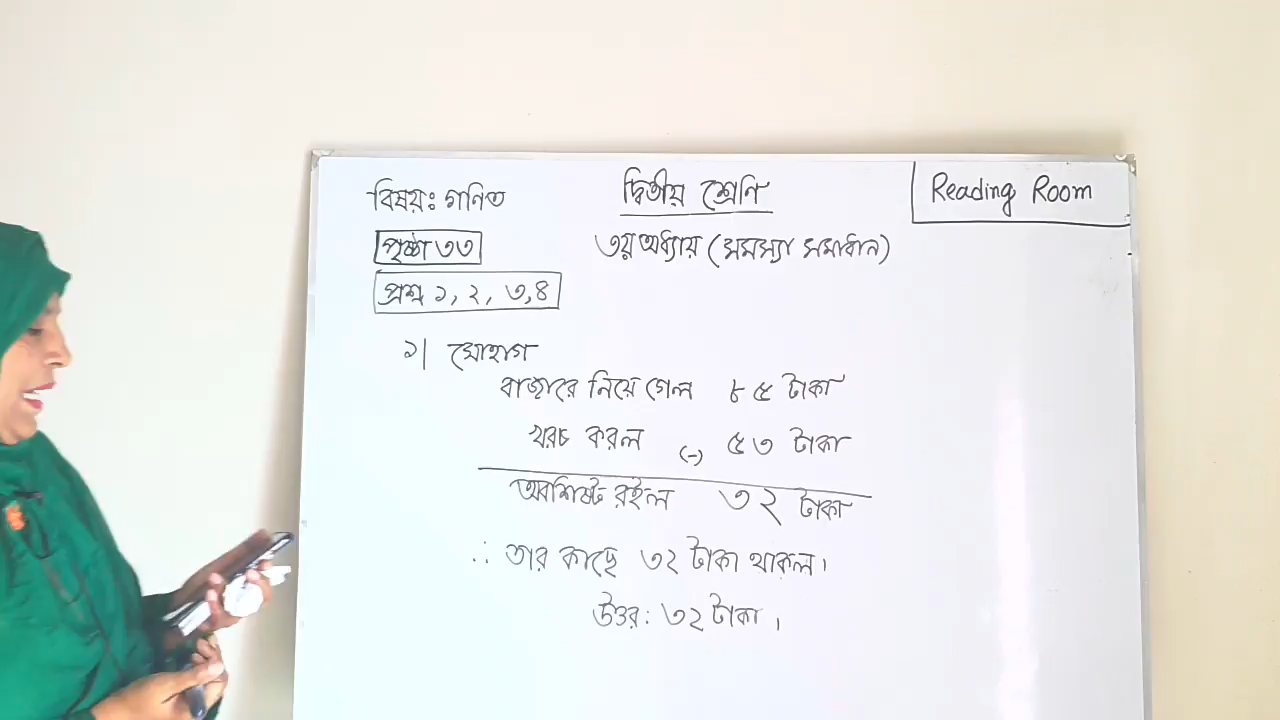 বিষয়ঃ গনিত
দ্বিতীয় শ্রেণি
Reading Room
পৃষ্ঠা ৩৩
৩য় অধ্যায় (সমস্যা সমাধান)
প্রশ্ন ১, ২, ৩,৪
১| সোহাগ
বাজারে নিয়ে গেল ৮৫ টাকা
খরচ করল (-) ৫৩ টাকা
অবশিষ্ট রইল ৩২ টাকা
∴ তার কাছে ৩২ টাকা থাকল।
উত্তর: ৩২ টাকা।